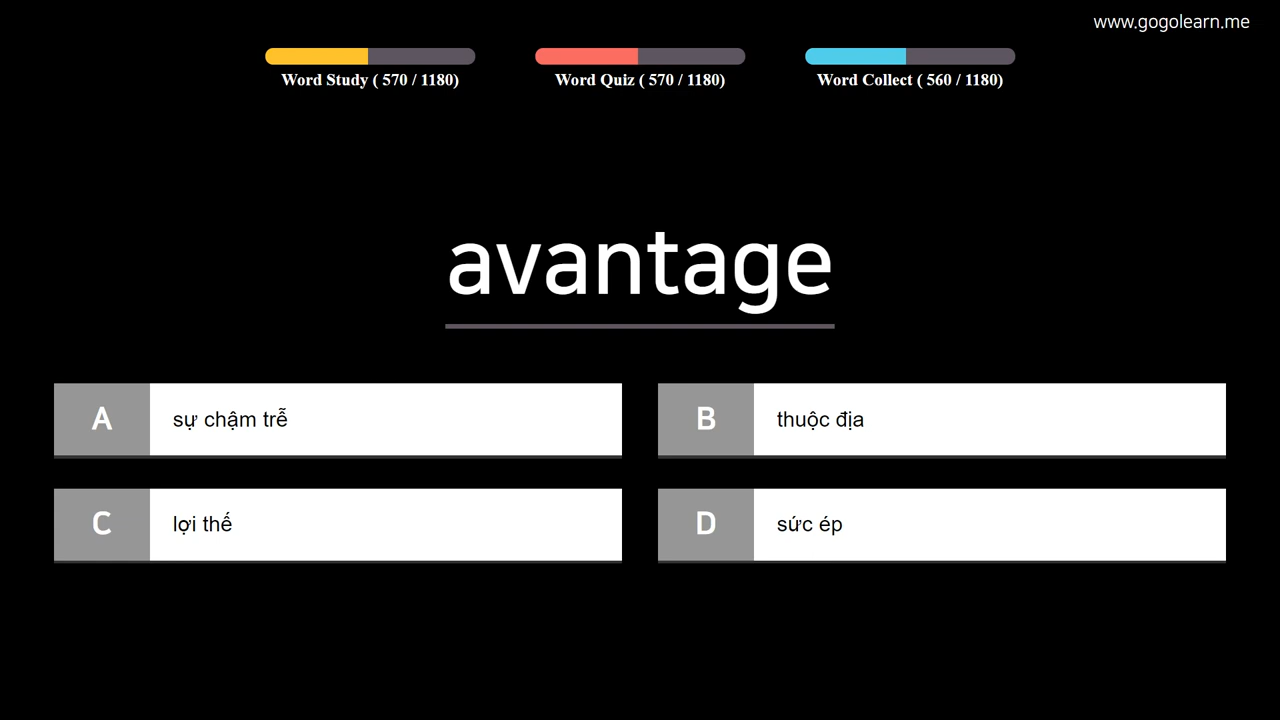 www.gogolearn.me
Word Study ( 570 / 1180)
Word Quiz ( 570 / 1180)
Word Collect ( 560 / 1180)
avantage
A sự chậm trễ
B thuộc địa
C lợi thế
D sức ép